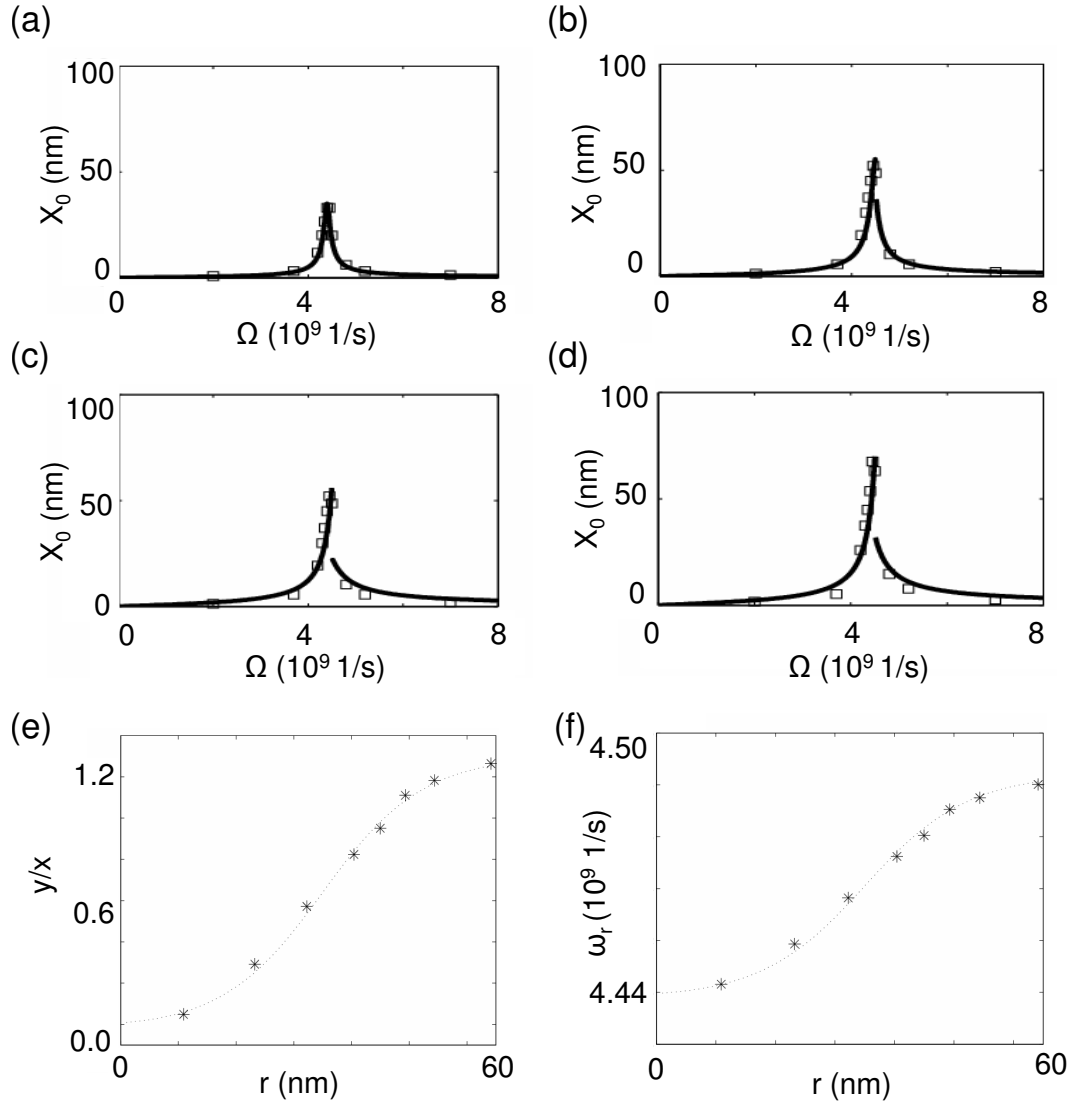 (a)
100
50
0
X₀ (nm)
0 4 8
Ω (10⁹ 1/s)
(b)
100
50
0
X₀ (nm)
0 4 8
Ω (10⁹ 1/s)
(c)
100
50
0
X₀ (nm)
0 4 8
Ω (10⁹ 1/s)
(d)
100
50
0
X₀ (nm)
0 4 8
Ω (10⁹ 1/s)
(e)
1.2
0.6
0.0
y/x
0 60
r (nm)
(f)
4.50
4.44
ωᵣ (10⁹ 1/s)
0 60
r (nm)